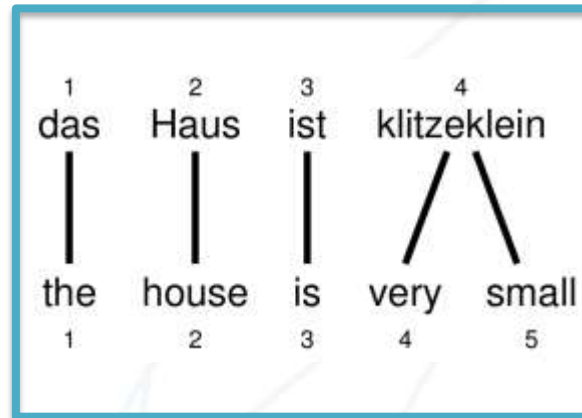 1 2 3 4
das Haus ist klitzeklein
the house is very small
1 2 3 4 5